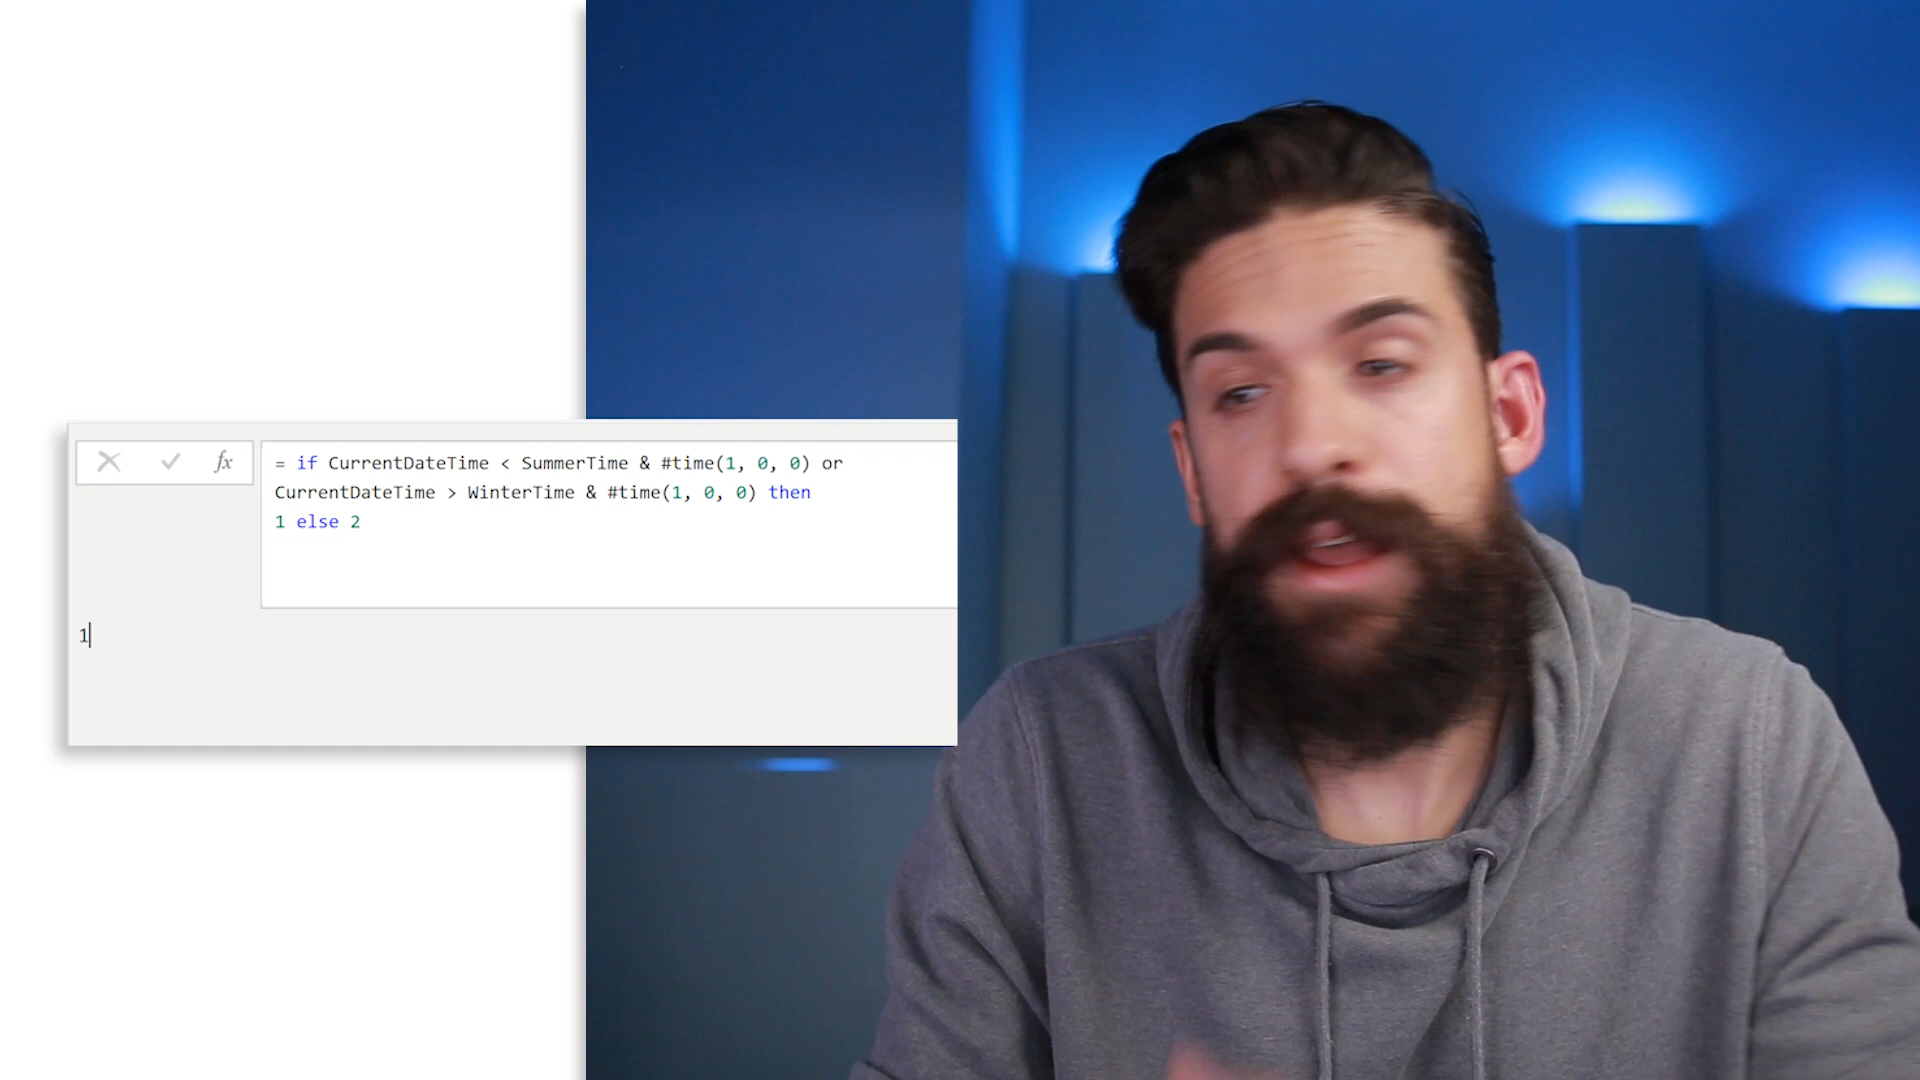 fx
= if CurrentDateTime < SummerTime & #time(1, 0, 0) or
CurrentDateTime > WinterTime & #time(1, 0, 0) then
1 else 2
1